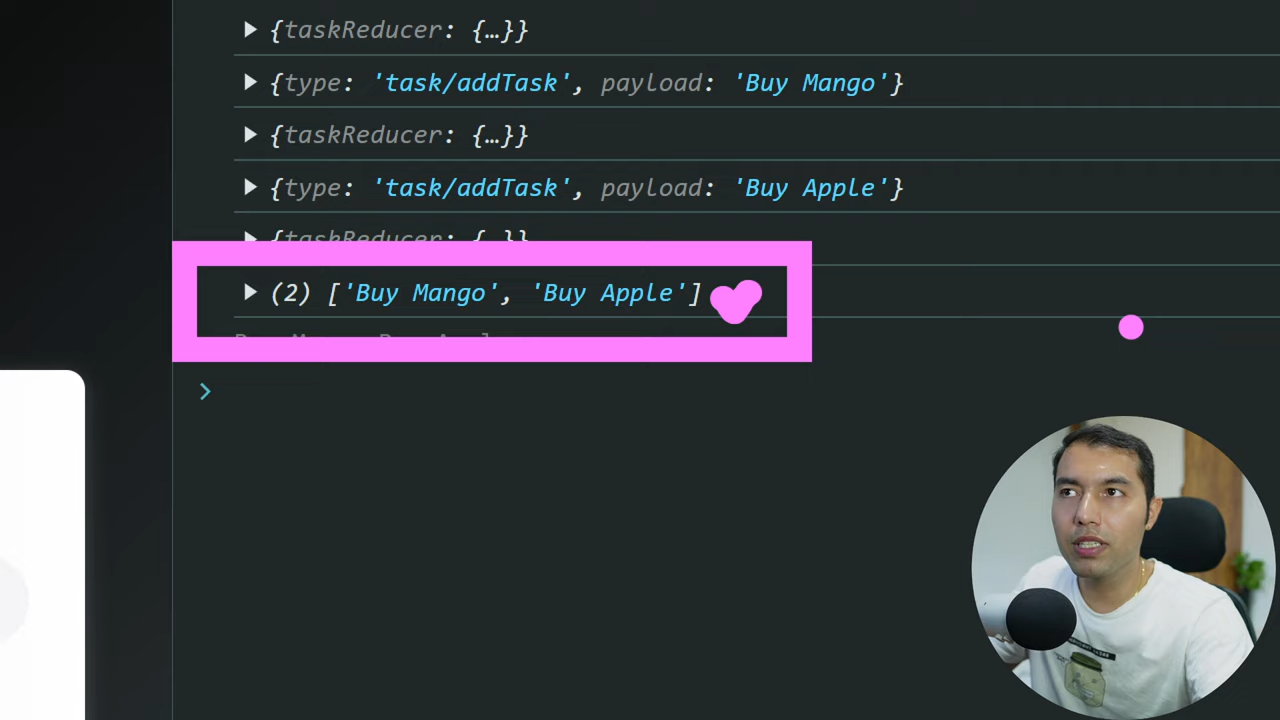 ▶ {taskReducer: {…}}
▶ {type: 'task/addTask', payload: 'Buy Mango'}
▶ {taskReducer: {…}}
▶ {type: 'task/addTask', payload: 'Buy Apple'}
▶ {taskReducer: {…}}
▶ (2) ['Buy Mango', 'Buy Apple']